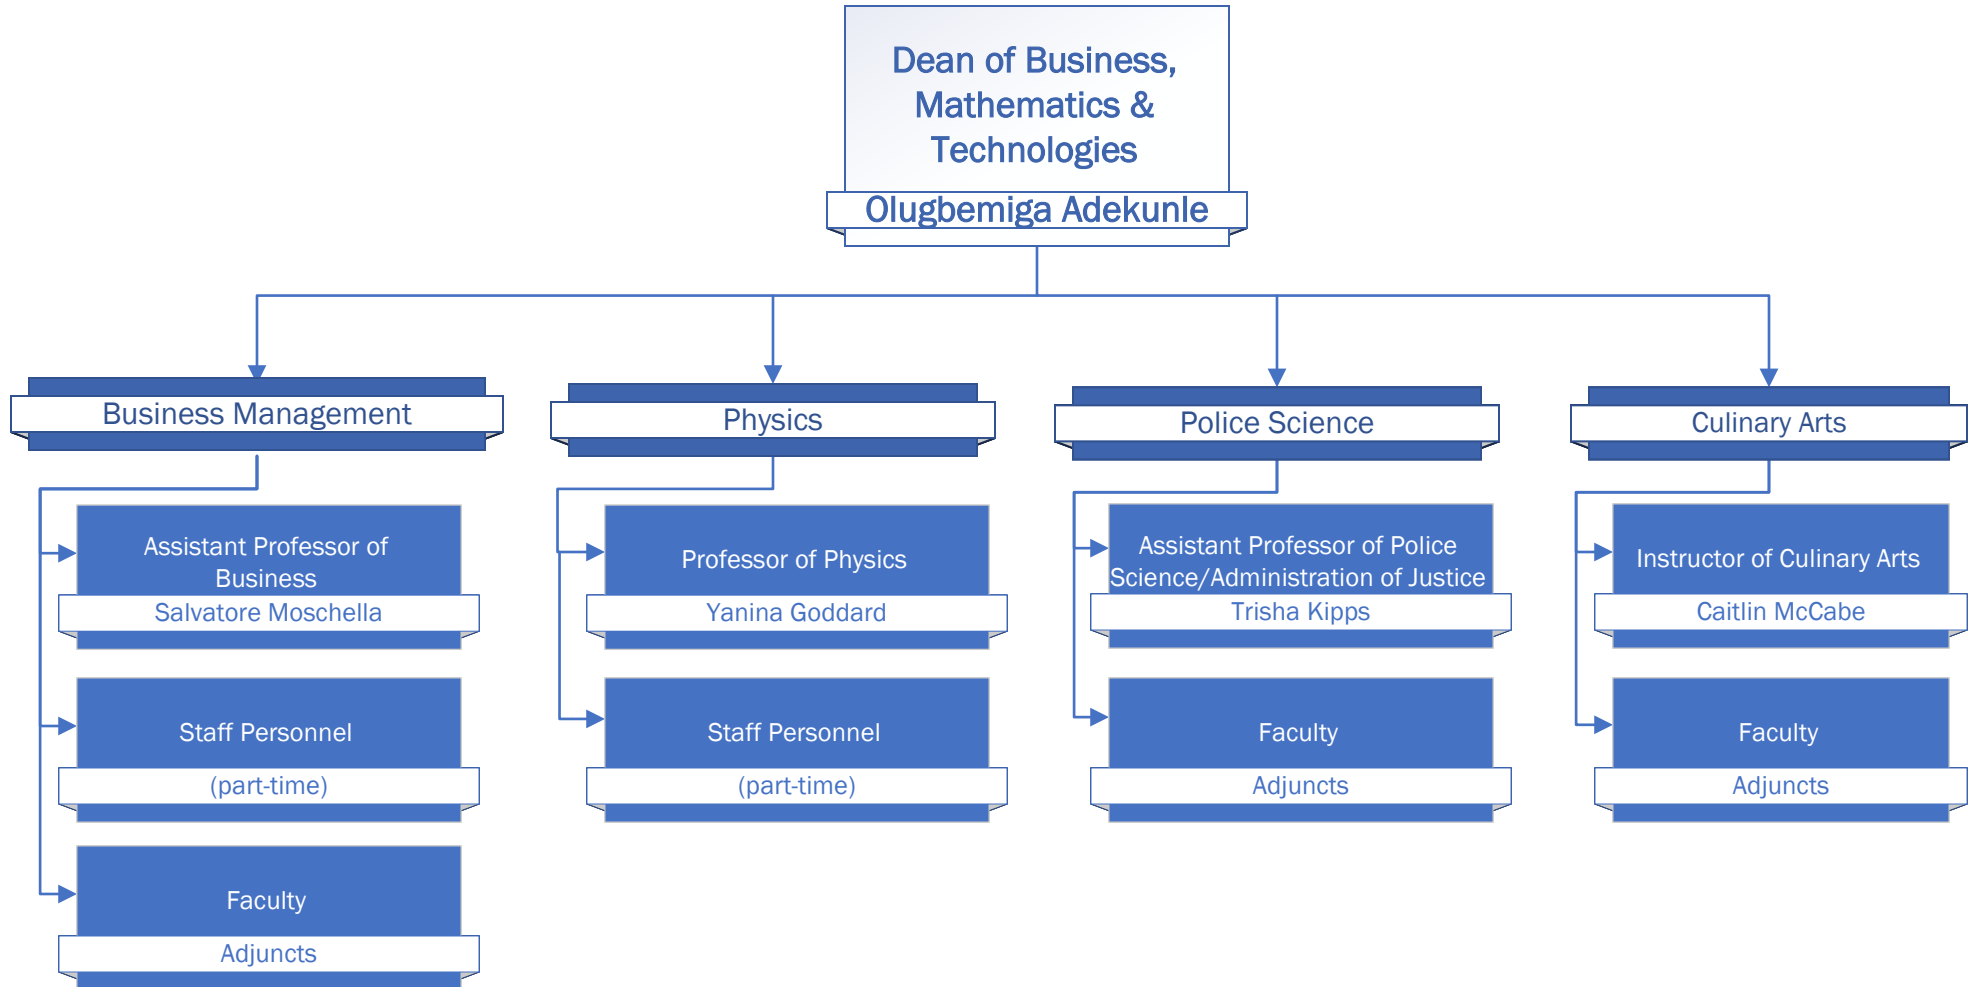 Dean of Business,
Mathematics &
Technologies
Olugbemiga Adekunle
Business Management
Physics
Police Science
Culinary Arts
Assistant Professor of
Business
Salvatore Moschella
Professor of Physics
Yanina Goddard
Assistant Professor of Police
Science/Administration of Justice
Trisha Kipps
Instructor of Culinary Arts
Caitlin McCabe
Staff Personnel
(part-time)
Staff Personnel
(part-time)
Faculty
Adjuncts
Faculty
Adjuncts
Faculty
Adjuncts